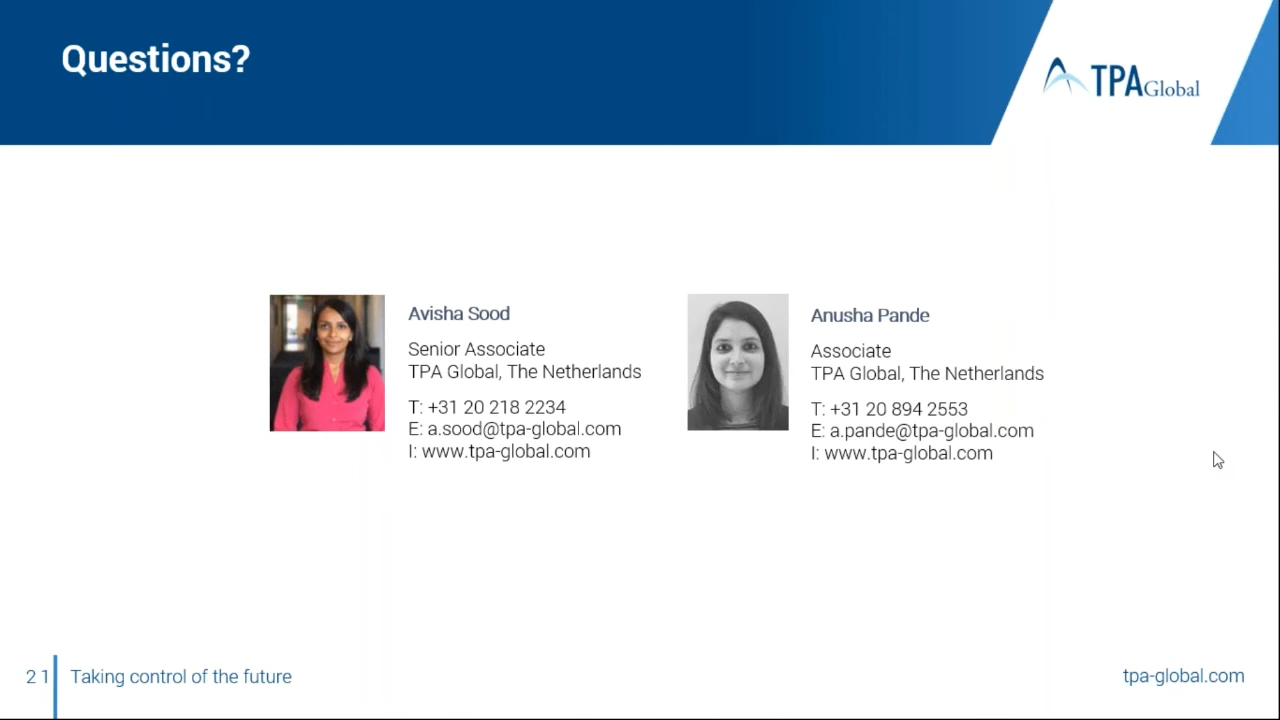 Questions?
TPA Global
Avisha Sood
Senior Associate
TPA Global, The Netherlands
T: +31 20 218 2234
E: a.sood@tpa-global.com
I: www.tpa-global.com
Anusha Pande
Associate
TPA Global, The Netherlands
T: +31 20 894 2553
E: a.pande@tpa-global.com
I: www.tpa-global.com
21
Taking control of the future
tpa-global.com